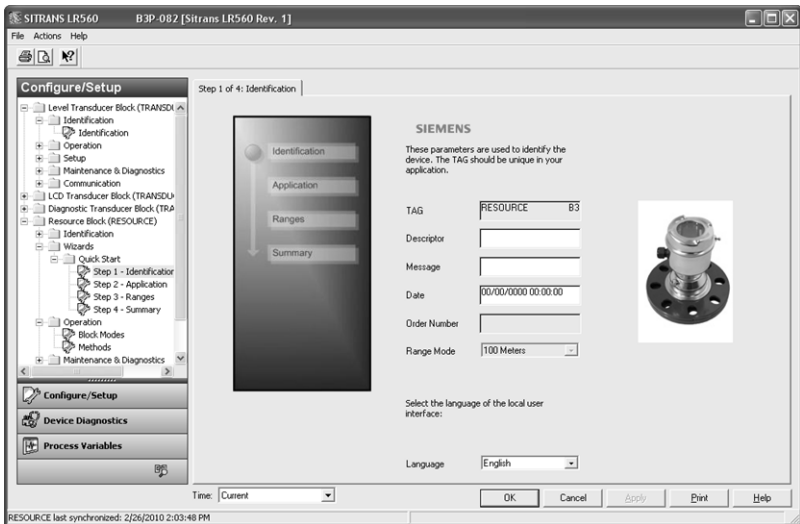 SITRANS LR560 B3P-082 [Sitrans LR560 Rev. 1]
File Actions Help
Configure/Setup
Level Transducer Block (TRANSDU
Identification
Identification
Operation
Setup
Maintenance & Diagnostics
Communication
LCD Transducer Block (TRANSDU
Diagnostic Transducer Block (TRA
Resource Block (RESOURCE)
Identification
Wizards
Quick Start
Step 1 - Identification
Step 2 - Application
Step 3 - Ranges
Step 4 - Summary
Operation
Block Modes
Methods
Maintenance & Diagnostics
Configure/Setup
Device Diagnostics
Process Variables
Step 1 of 4: Identification
Identification
Application
Ranges
Summary
SIEMENS
These parameters are used to identify the
device. The TAG should be unique in your
application.
TAG RESOURCE B3
Descriptor
Message
Date 00/00/0000 00:00:00
Order Number
Range Mode 100 Meters
Select the language of the local user
interface:
Language English
Time: Current
OK Cancel Apply Print Help
RESOURCE last synchronized: 2/26/2010 2:03:48 PM